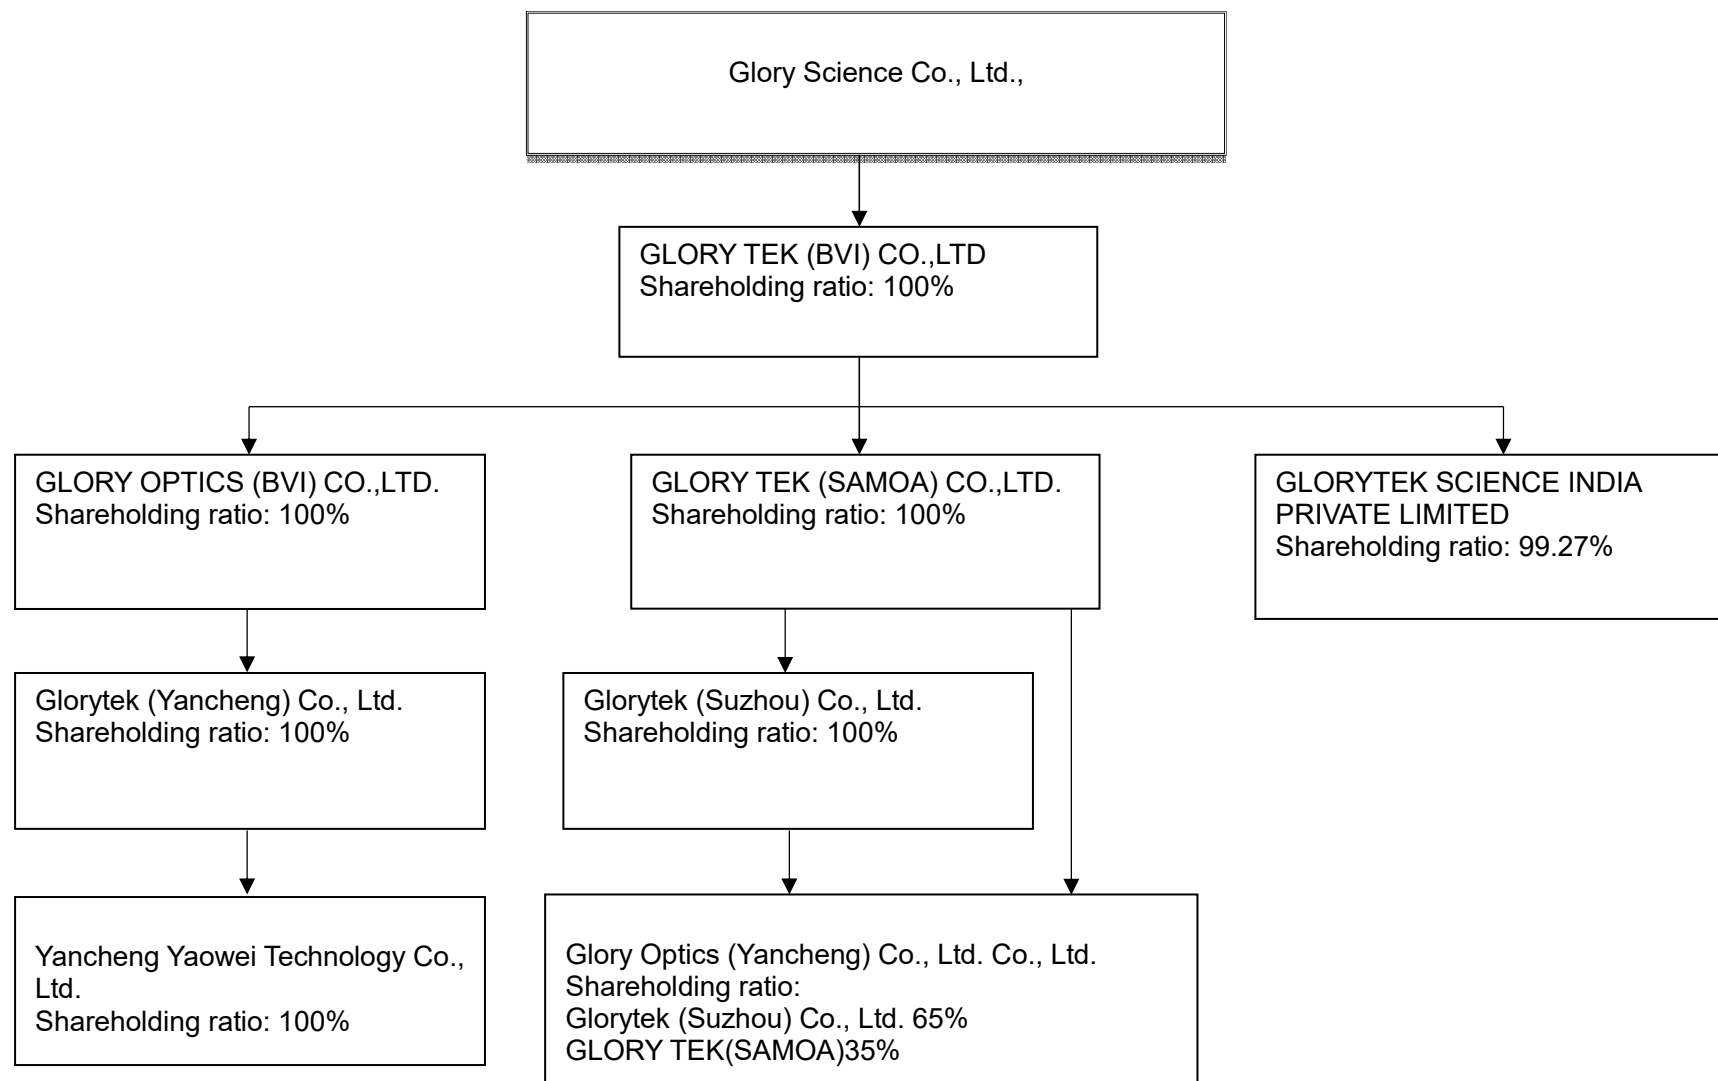 Glory Science Co., Ltd.,
GLORY TEK (BVI) CO.,LTD
Shareholding ratio: 100%
GLORY OPTICS (BVI) CO.,LTD.
Shareholding ratio: 100%
GLORY TEK (SAMOA) CO.,LTD.
Shareholding ratio: 100%
GLORYTEK SCIENCE INDIA
PRIVATE LIMITED
Shareholding ratio: 99.27%
Glorytek (Yancheng) Co., Ltd.
Shareholding ratio: 100%
Glorytek (Suzhou) Co., Ltd.
Shareholding ratio: 100%
Yancheng Yaowei Technology Co.,
Ltd.
Shareholding ratio: 100%
Glory Optics (Yancheng) Co., Ltd. Co., Ltd.
Shareholding ratio:
Glorytek (Suzhou) Co., Ltd. 65%
GLORY TEK(SAMOA)35%